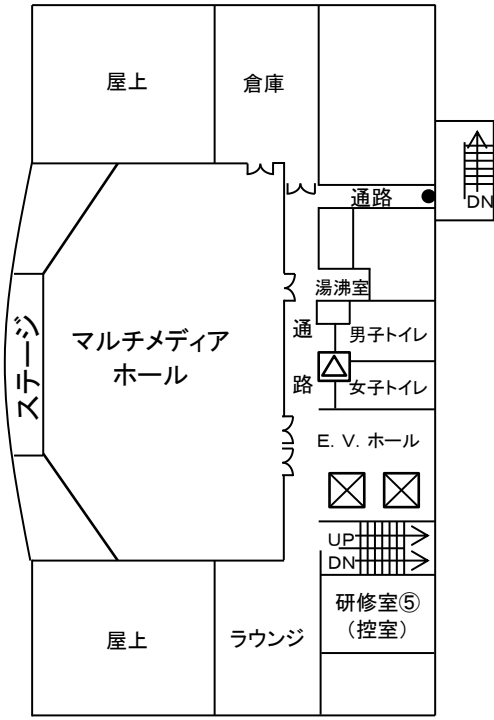 屋上
倉庫
通路
DN
湯沸室
ステージ
マルチメディア
ホール
通
路
男子トイレ
女子トイレ
E. V. ホール
UP
DN
研修室⑤
(控室)
屋上
ラウンジ